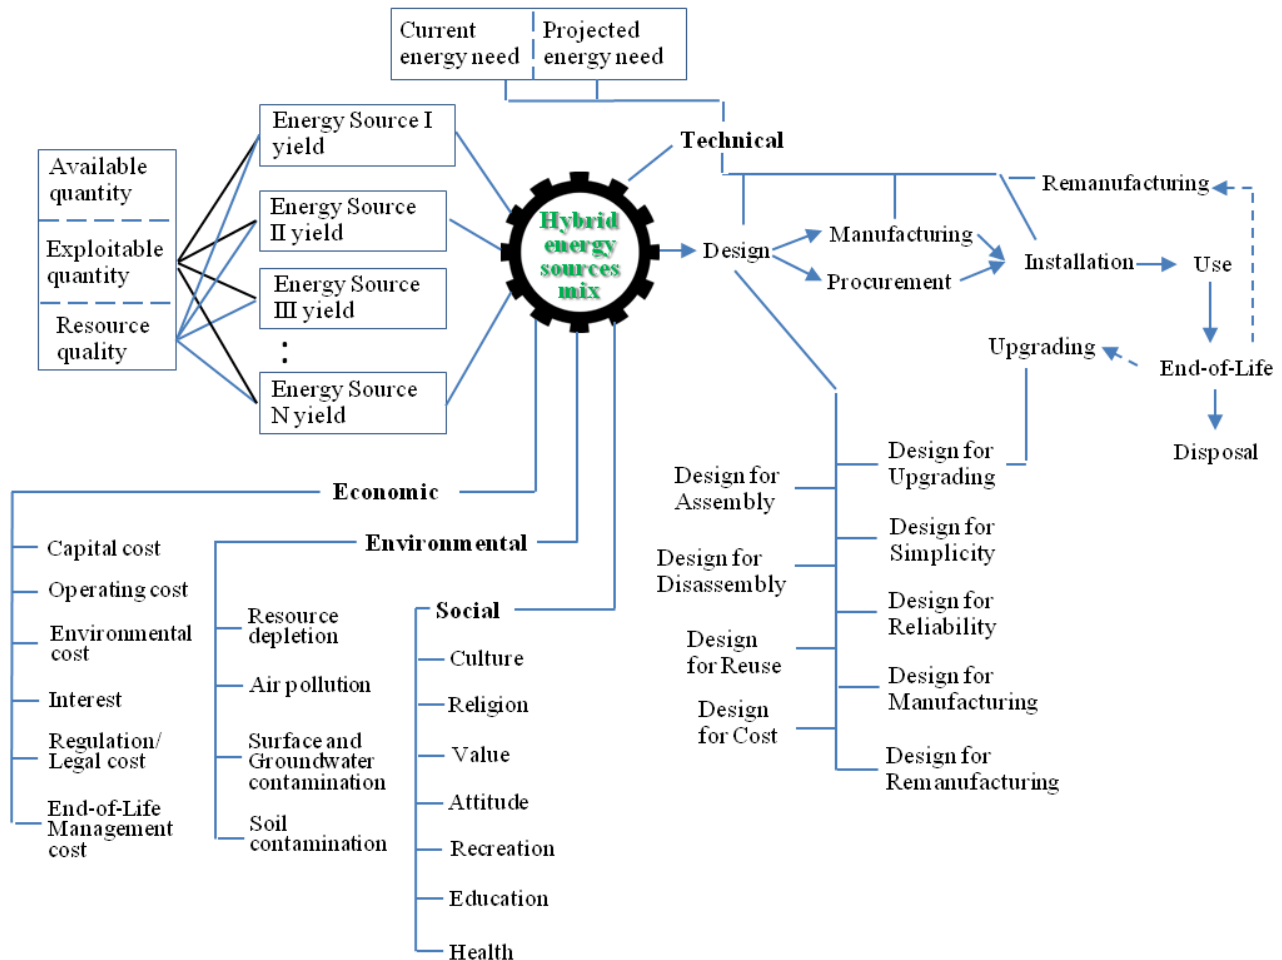 Current
energy need
Projected
energy need
Technical
Available
quantity
Exploitable
quantity
Resource
quality
Energy Source I
yield
Energy Source
II yield
Energy Source
III yield
:
Energy Source
N yield
Hybrid
energy
sources
mix
Design
Manufacturing
Procurement
Installation
Remanufacturing
Use
End-of-Life
Upgrading
Disposal
Economic
Capital cost
Operating cost
Environmental
cost
Interest
Regulation/
Legal cost
End-of-Life
Management
cost
Environmental
Resource
depletion
Air pollution
Surface and
Groundwater
contamination
Soil
contamination
Social
Culture
Religion
Value
Attitude
Recreation
Education
Health
Design for
Assembly
Design for
Disassembly
Design
for Reuse
Design
for Cost
Design for
Upgrading
Design for
Simplicity
Design for
Reliability
Design for
Manufacturing
Design for
Remanufacturing